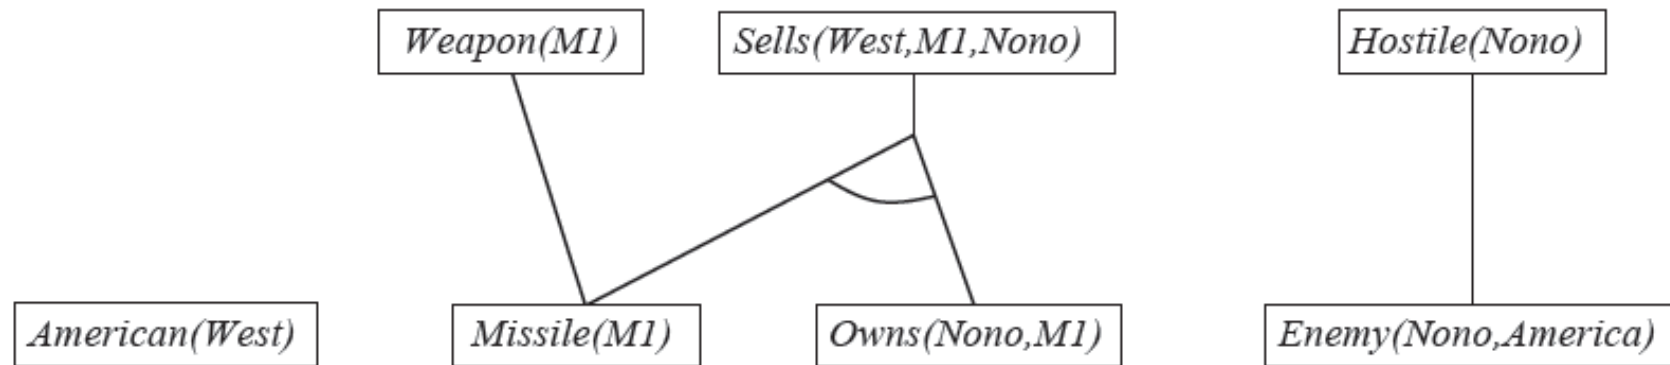 Weapon(M1)
Sells(West,M1,Nono)
Hostile(Nono)
American(West)
Missile(M1)
Owns(Nono,M1)
Enemy(Nono,America)